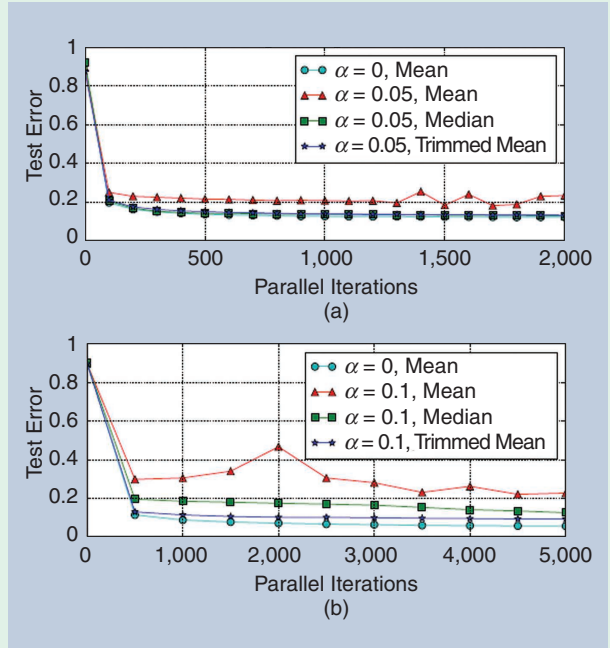 1
0.8
0.6
0.4
0.2
0
Test Error
α = 0, Mean
α = 0.05, Mean
α = 0.05, Median
α = 0.05, Trimmed Mean
0 500 1,000 1,500 2,000
Parallel Iterations
(a)
1
0.8
0.6
0.4
0.2
0
Test Error
α = 0, Mean
α = 0.1, Mean
α = 0.1, Median
α = 0.1, Trimmed Mean
0 1,000 2,000 3,000 4,000 5,000
Parallel Iterations
(b)